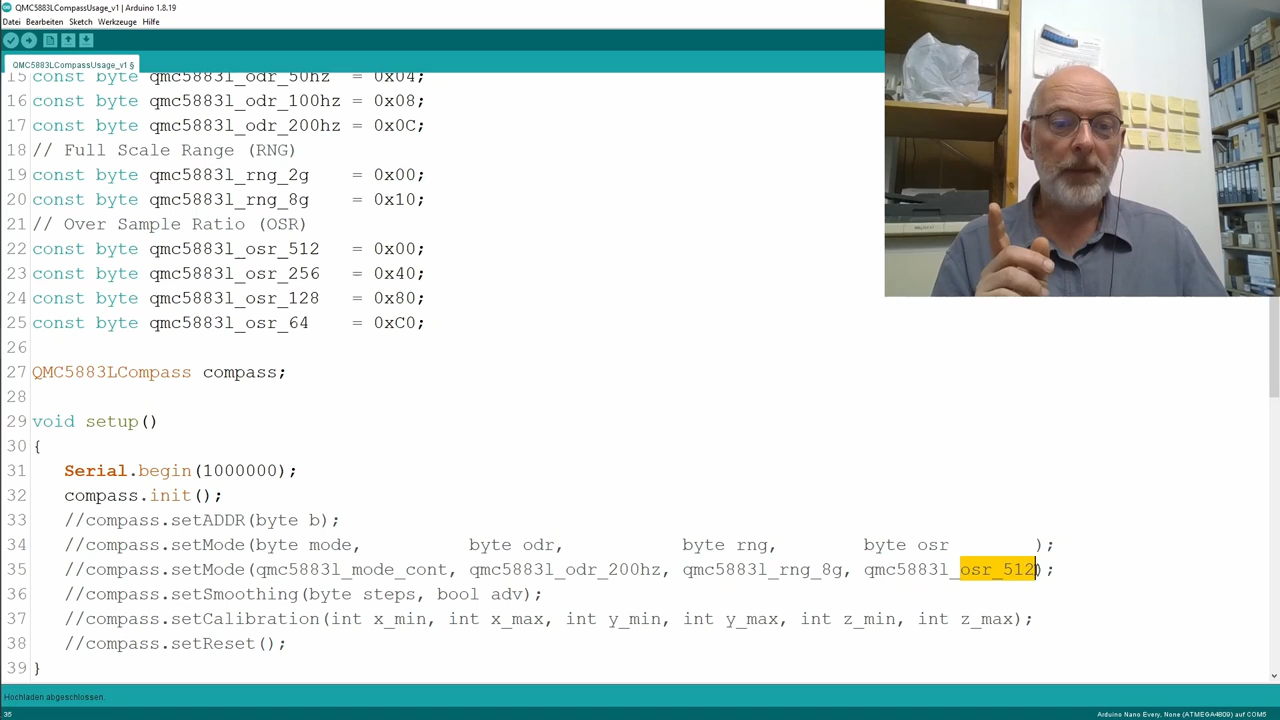 QMC5883LCompassUsage_v1 | Arduino 1.8.19
Datei Bearbeiten Sketch Werkzeuge Hilfe
QMC5883LCompassUsage_v1 §
15 const byte qmc5883l_odr_50hz = 0x04;
16 const byte qmc5883l_odr_100hz = 0x08;
17 const byte qmc5883l_odr_200hz = 0x0C;
18 // Full Scale Range (RNG)
19 const byte qmc5883l_rng_2g = 0x00;
20 const byte qmc5883l_rng_8g = 0x10;
21 // Over Sample Ratio (OSR)
22 const byte qmc5883l_osr_512 = 0x00;
23 const byte qmc5883l_osr_256 = 0x40;
24 const byte qmc5883l_osr_128 = 0x80;
25 const byte qmc5883l_osr_64 = 0xC0;
26
27 QMC5883LCompass compass;
28
29 void setup()
30 {
31 Serial.begin(1000000);
32 compass.init();
33 //compass.setADDR(byte b);
34 //compass.setMode(byte mode, byte odr, byte rng, byte osr );
35 //compass.setMode(qmc5883l_mode_cont, qmc5883l_odr_200hz, qmc5883l_rng_8g, qmc5883l_osr_512);
36 //compass.setSmoothing(byte steps, bool adv);
37 //compass.setCalibration(int x_min, int x_max, int y_min, int y_max, int z_min, int z_max);
38 //compass.setReset();
39 }
Hochladen abgeschlossen.
36
Arduino Nano Every, None (ATMEGA4809) auf COM5